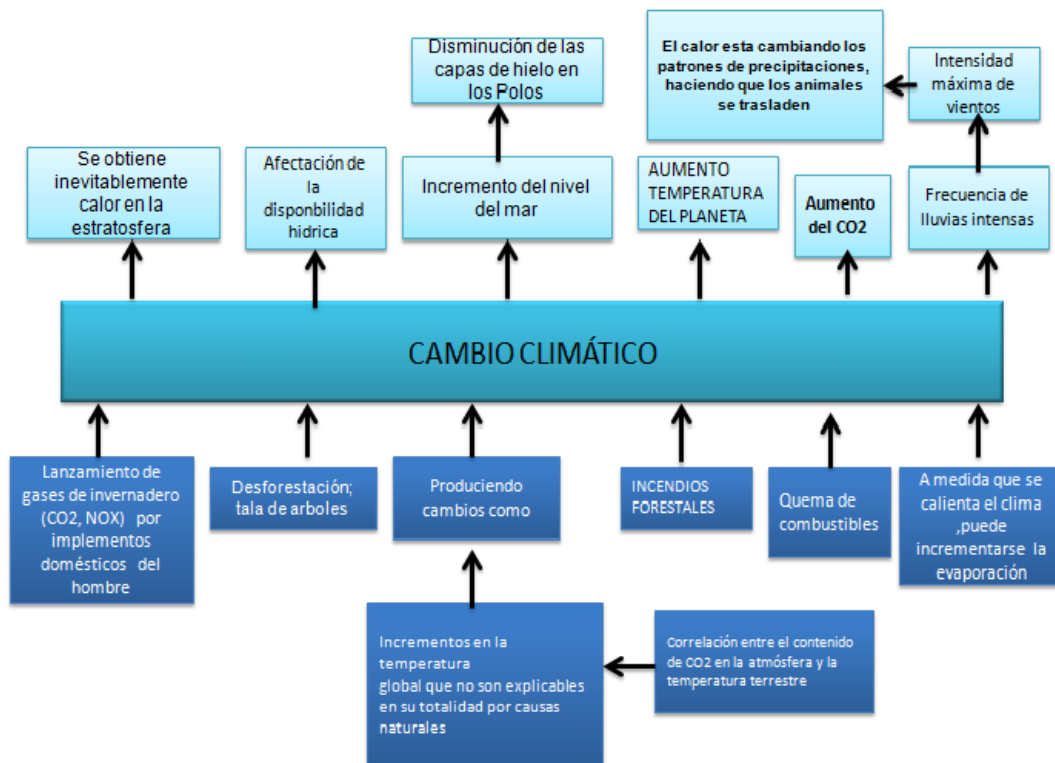 Disminución de las
capas de hielo en
los Polos
El calor esta cambiando los
patrones de precipitaciones,
haciendo que los animales
se trasladen
Intensidad
máxima de
vientos
Se obtiene
inevitablemente
calor en la
estratosfera
Afectación de
la
disponbilidad
hidrica
Incremento del nivel
del mar
AUMENTO
TEMPERATURA
DEL PLANETA
Aumento
del CO2
Frecuencia de
lluvias intensas
CAMBIO CLIMÁTICO
Lanzamiento de
gases de invernadero
(CO2, NOX) por
implementos
domésticos del
hombre
Desforestación;
tala de arboles
Produciendo
cambios como
INCENDIOS
FORESTALES
Quema de
combustibles
A medida que se
calienta el clima
,puede
incrementarse la
evaporación
Incrementos en la
temperatura
global que no son explicables
en su totalidad por causas
naturales
Correlación entre el contenido
de CO2 en la atmósfera y la
temperatura terrestre